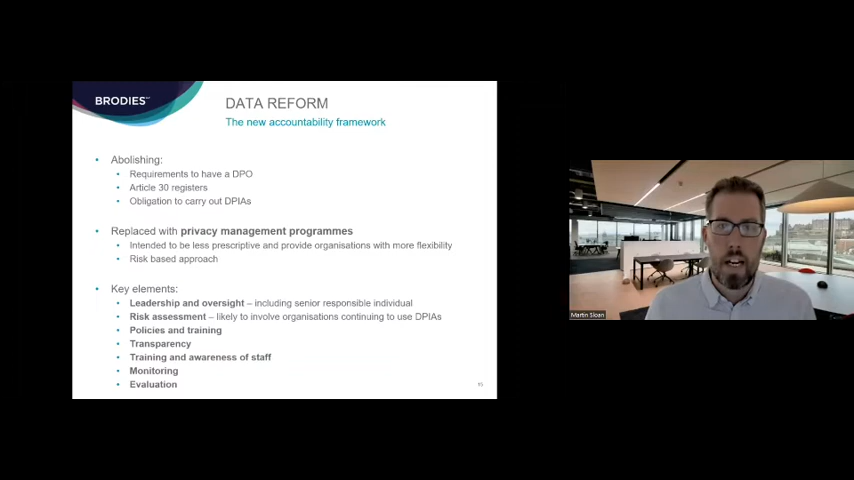 BRODIES LLP
DATA REFORM
The new accountability framework
• Abolishing:
• Requirements to have a DPO
• Article 30 registers
• Obligation to carry out DPIAs
• Replaced with privacy management programmes
• Intended to be less prescriptive and provide organisations with more flexibility
• Risk based approach
• Key elements:
• Leadership and oversight – including senior responsible individual
• Risk assessment – likely to involve organisations continuing to use DPIAs
• Policies and training
• Transparency
• Training and awareness of staff
• Monitoring
• Evaluation
Martin Sloan